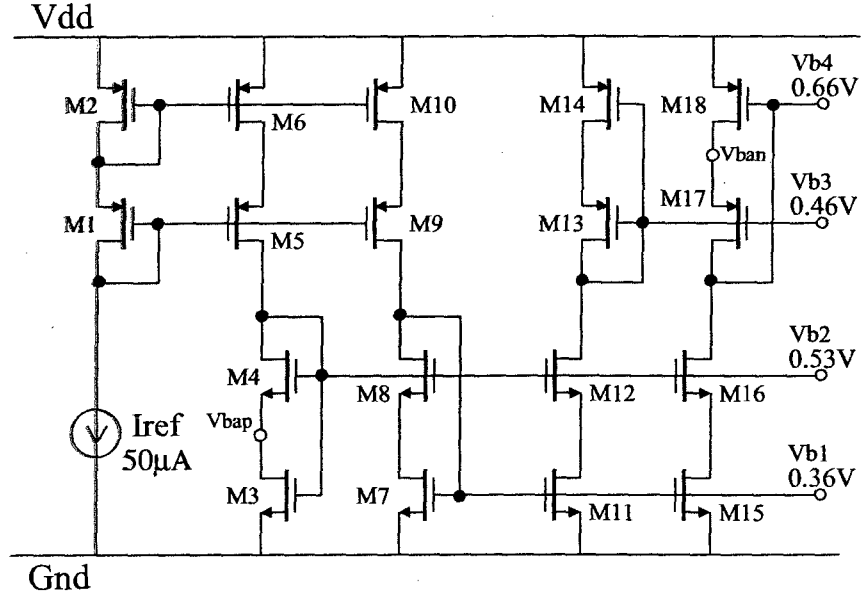 Vdd
M2
M6
M10
M14
M18
Vb4
0.66V
Vban
M1
M5
M9
M13
M17
Vb3
0.46V
M4
M8
M12
M16
Vb2
0.53V
Iref
50μA
Vbap
M3
M7
M11
M15
Vb1
0.36V
Gnd